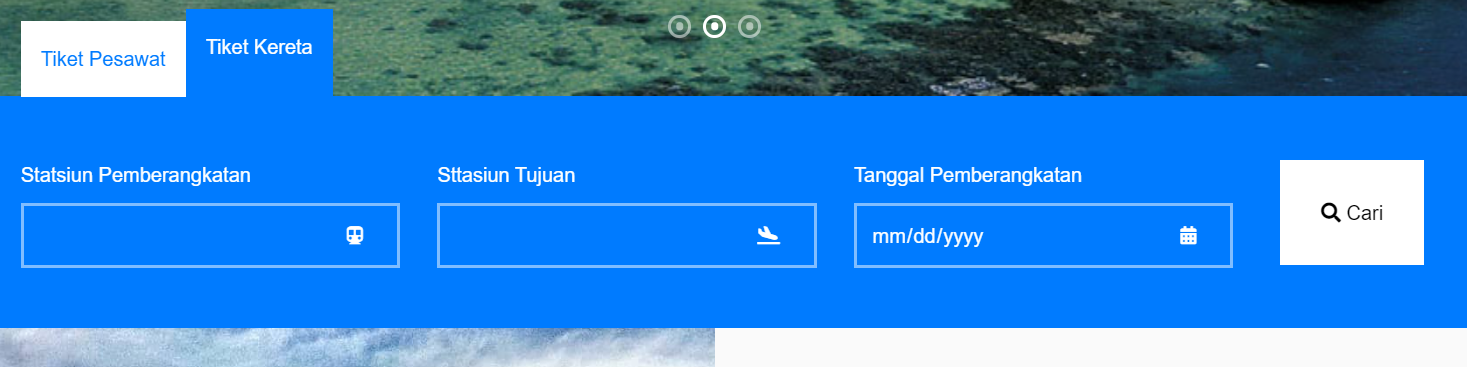 Tiket Pesawat
Tiket Kereta
Statsiun Pemberangkatan
Sttasiun Tujuan
Tanggal Pemberangkatan
mm/dd/yyyy
Cari